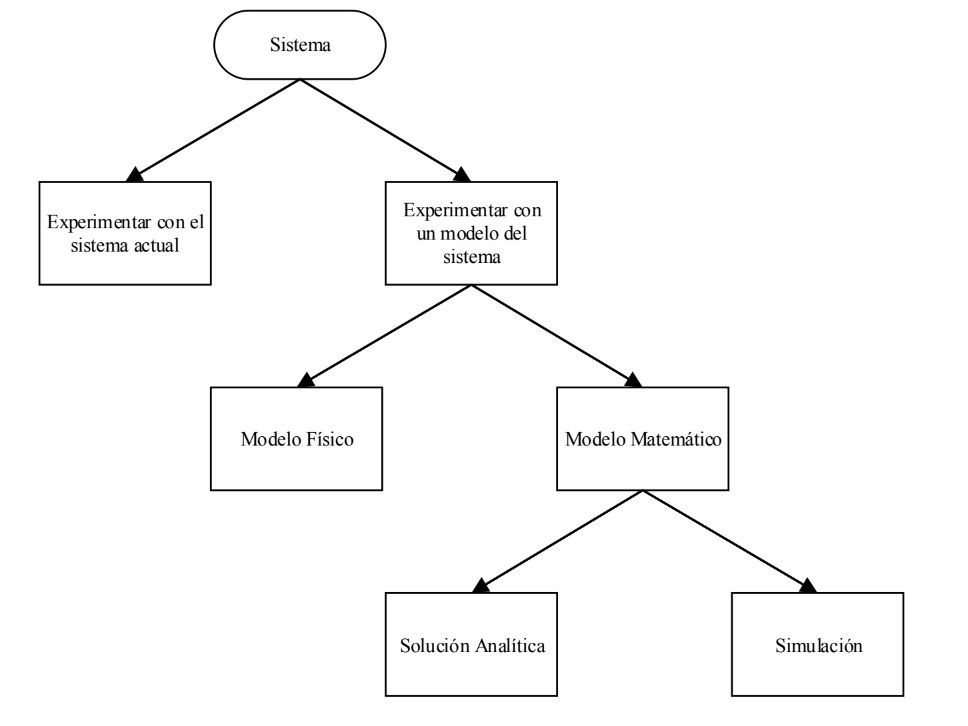 Sistema
Experimentar con el
sistema actual
Experimentar con
un modelo del
sistema
Modelo Físico
Modelo Matemático
Solución Analítica
Simulación